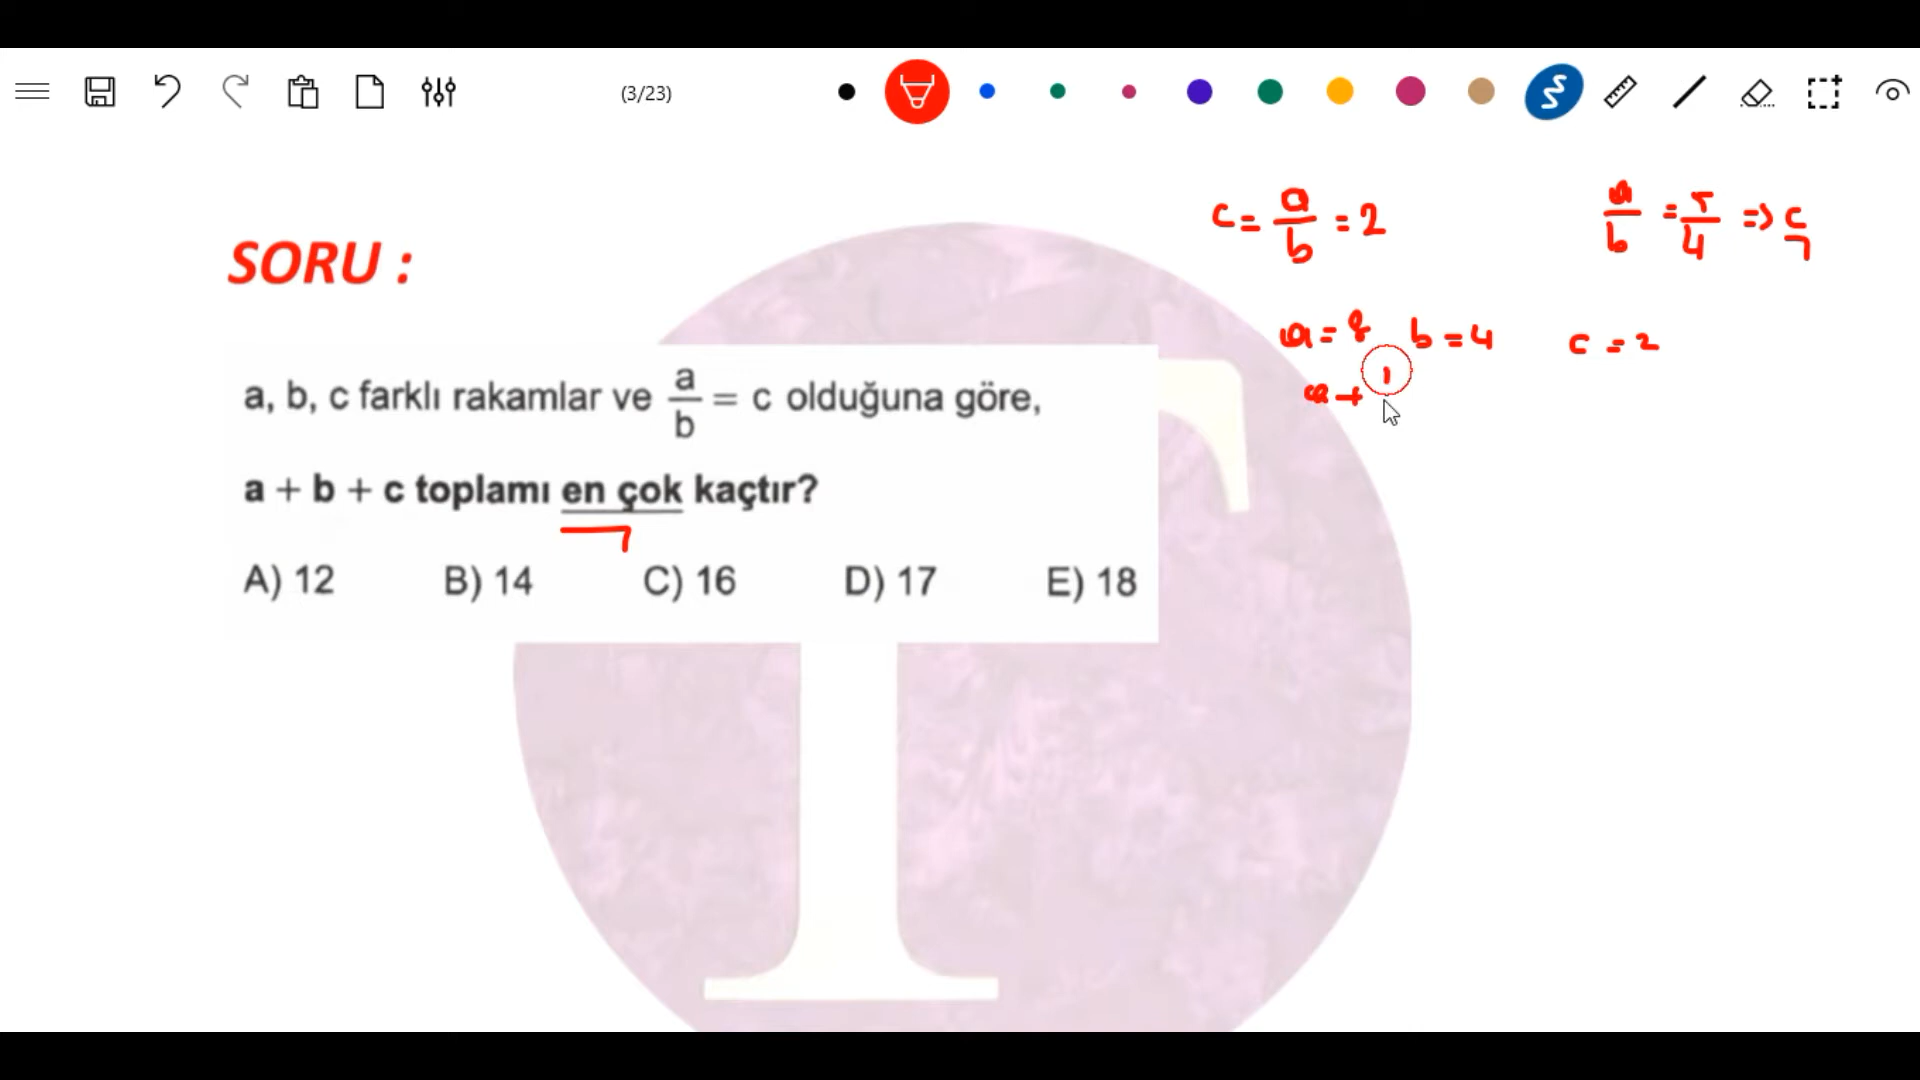 (3/23)
c = a/b = 2
a/b = 5/4 => c
SORU :
a = 8 b = 4 c = 2
a +
a, b, c farklı rakamlar ve a/b = c olduğuna göre,
a + b + c toplamı en çok kaçtır?
A) 12 B) 14 C) 16 D) 17 E) 18